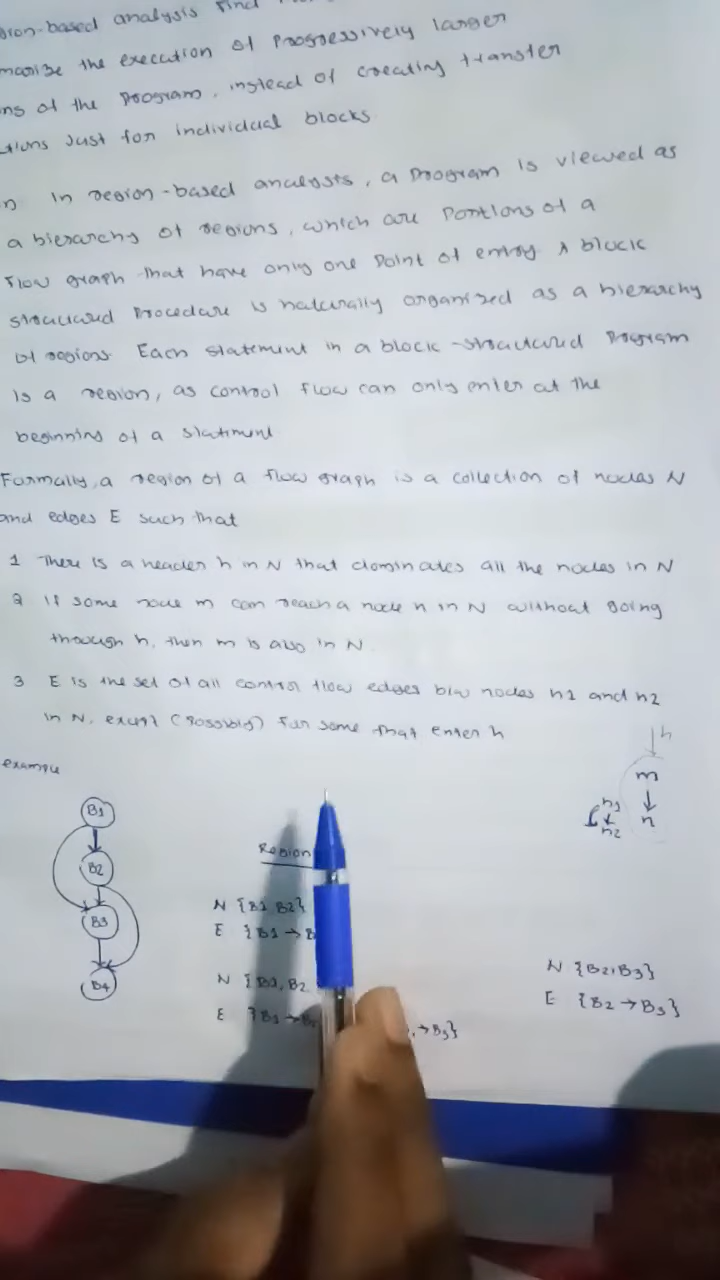 based analysis find
the execution of progressively larger
of the program, instead of creating transfer
just for individual blocks.
In region-based analysis, a program is viewed as
a hierarchy of regions, which are portions of a
flow graph that have only one point of entry A block
structured procedure is naturally organized as a hierarchy
of regions. Each statement in a block-structured program
is a region, as control flow can only enter at the
beginning of a statement
Formally, a region of a flow graph is a collection of nodes N
and edges E such that
1 There is a header h in N that dominates all the nodes in N
2 If some node m can reach a node n in N without going
through h, then m is also in N.
3 E is the set of all control flow edges b/w nodes n1 and n2
in N, except (possibly) for some that enter h
h
m
n
n1
n2
example
B1
B2
B3
B4
Region
N {B1, B2}
E {B1 →
N {B1, B2
E {B1 →
→ B3}
N {B2, B3}
E {B2 → B3}